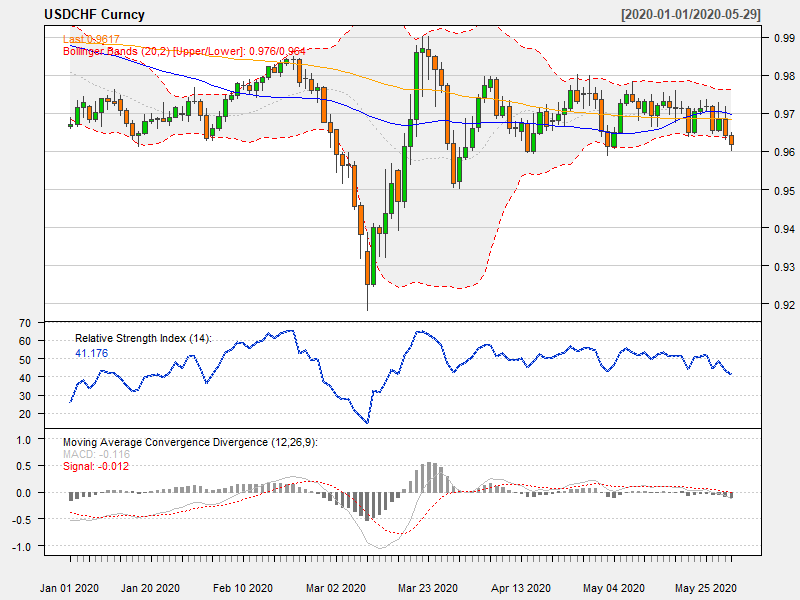 USDCHF Curncy [2020-01-01/2020-05-29]
Last 0.9617
Bollinger Bands (20,2) [Upper/Lower]: 0.976/0.964
0.99
0.98
0.97
0.96
0.95
0.94
0.93
0.92
Relative Strength Index (14):
41.176
70
60
50
40
30
20
Moving Average Convergence Divergence (12,26,9):
MACD: -0.116
Signal: -0.012
1.0
0.5
0.0
-0.5
-1.0
Jan 01 2020 Jan 20 2020 Feb 10 2020 Mar 02 2020 Mar 23 2020 Apr 13 2020 May 04 2020 May 25 2020